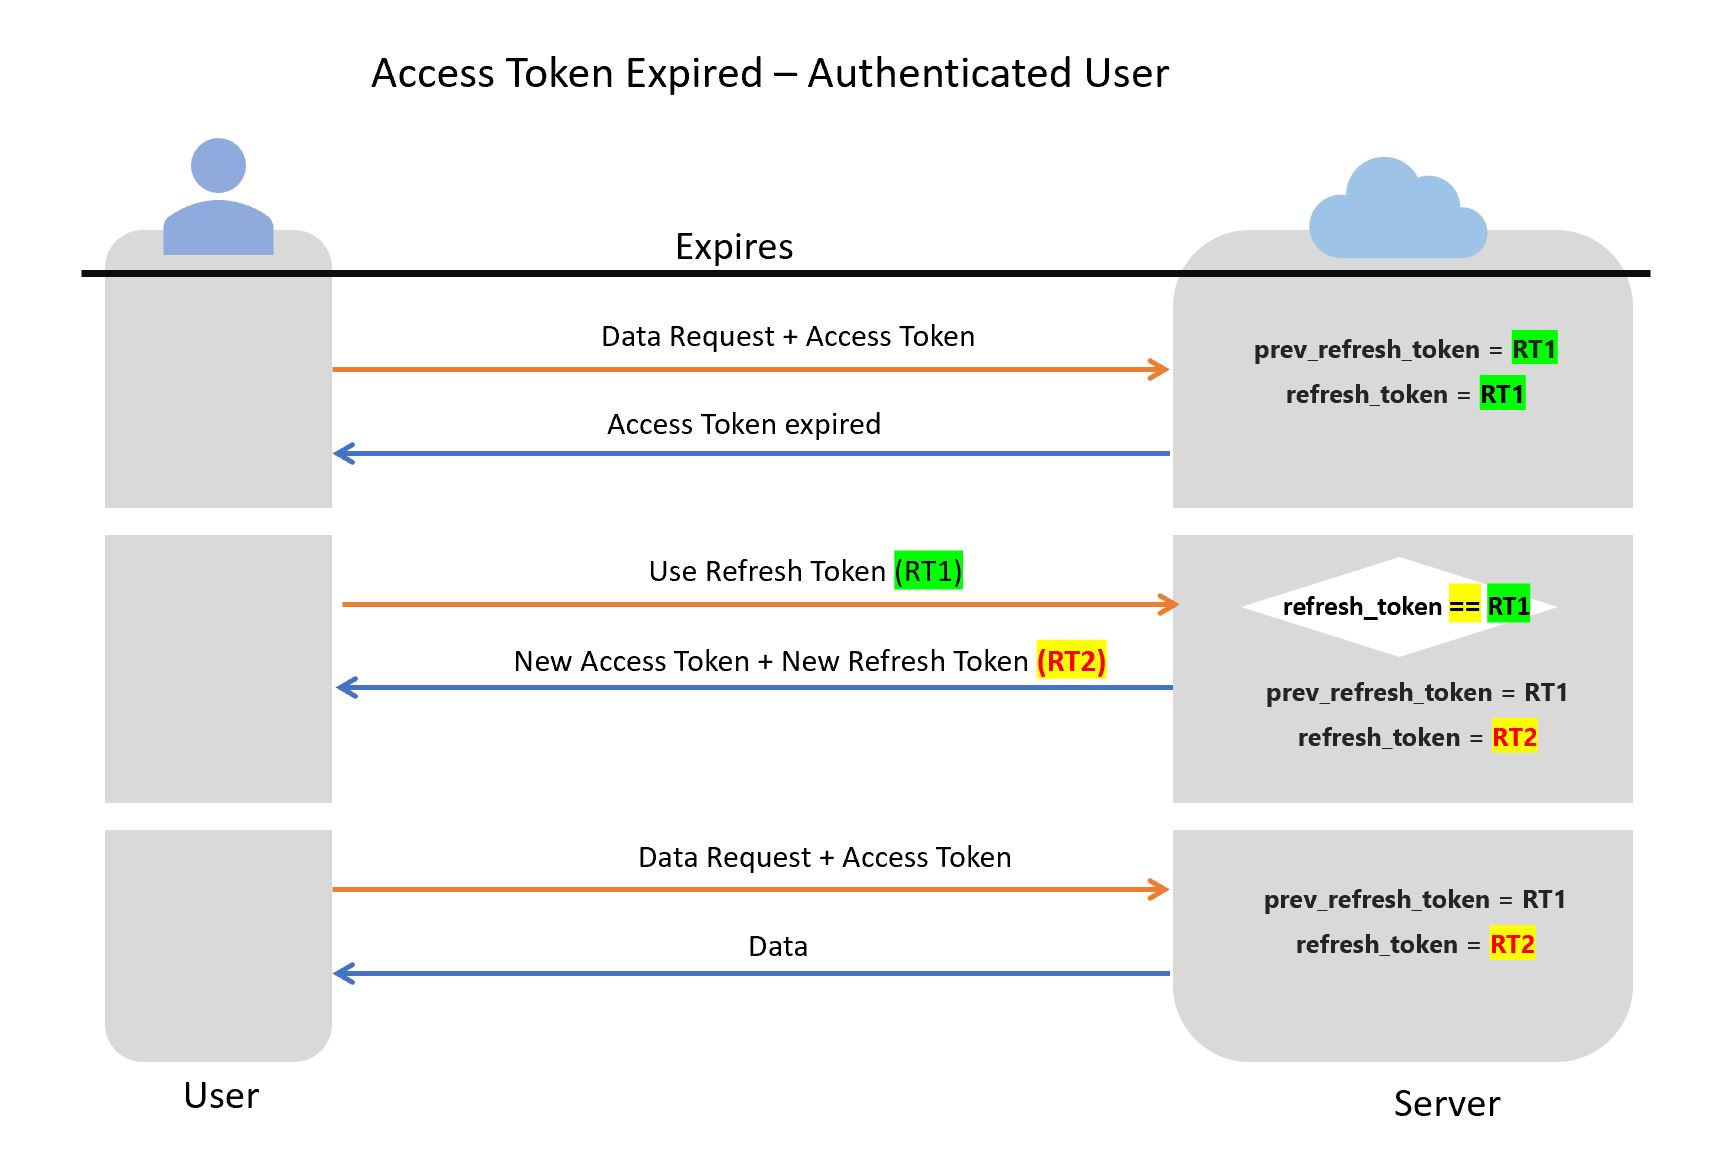 Access Token Expired – Authenticated User
Expires
Data Request + Access Token
prev_refresh_token = RT1
refresh_token = RT1
Access Token expired
Use Refresh Token (RT1)
refresh_token == RT1
New Access Token + New Refresh Token (RT2)
prev_refresh_token = RT1
refresh_token = RT2
Data Request + Access Token
prev_refresh_token = RT1
refresh_token = RT2
Data
User
Server